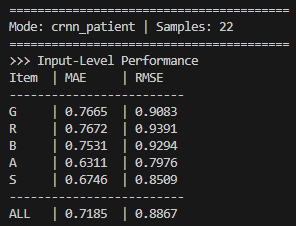 ========================================
Mode: crnn_patient | Samples: 22
========================================
>>> Input-Level Performance
Item  | MAE    | RMSE
-------------------------
G     | 0.7665 | 0.9083
R     | 0.7672 | 0.9391
B     | 0.7531 | 0.9294
A     | 0.6311 | 0.7976
S     | 0.6746 | 0.8509
-------------------------
ALL   | 0.7185 | 0.8867